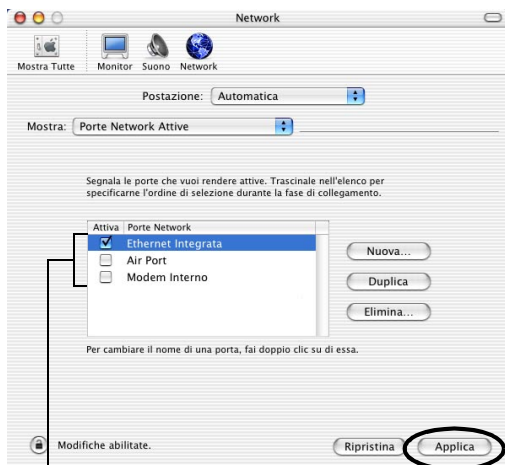 Network
Mostra Tutte Monitor Suono Network
Postazione: Automatica
Mostra: Porte Network Attive
Segnala le porte che vuoi rendere attive. Trascinale nell'elenco per
specificarne l'ordine di selezione durante la fase di collegamento.
Attiva Porte Network
Ethernet Integrata
Air Port
Modem Interno
Nuova...
Duplica
Elimina...
Per cambiare il nome di una porta, fai doppio clic su di essa.
Modifiche abilitate.
Ripristina Applica